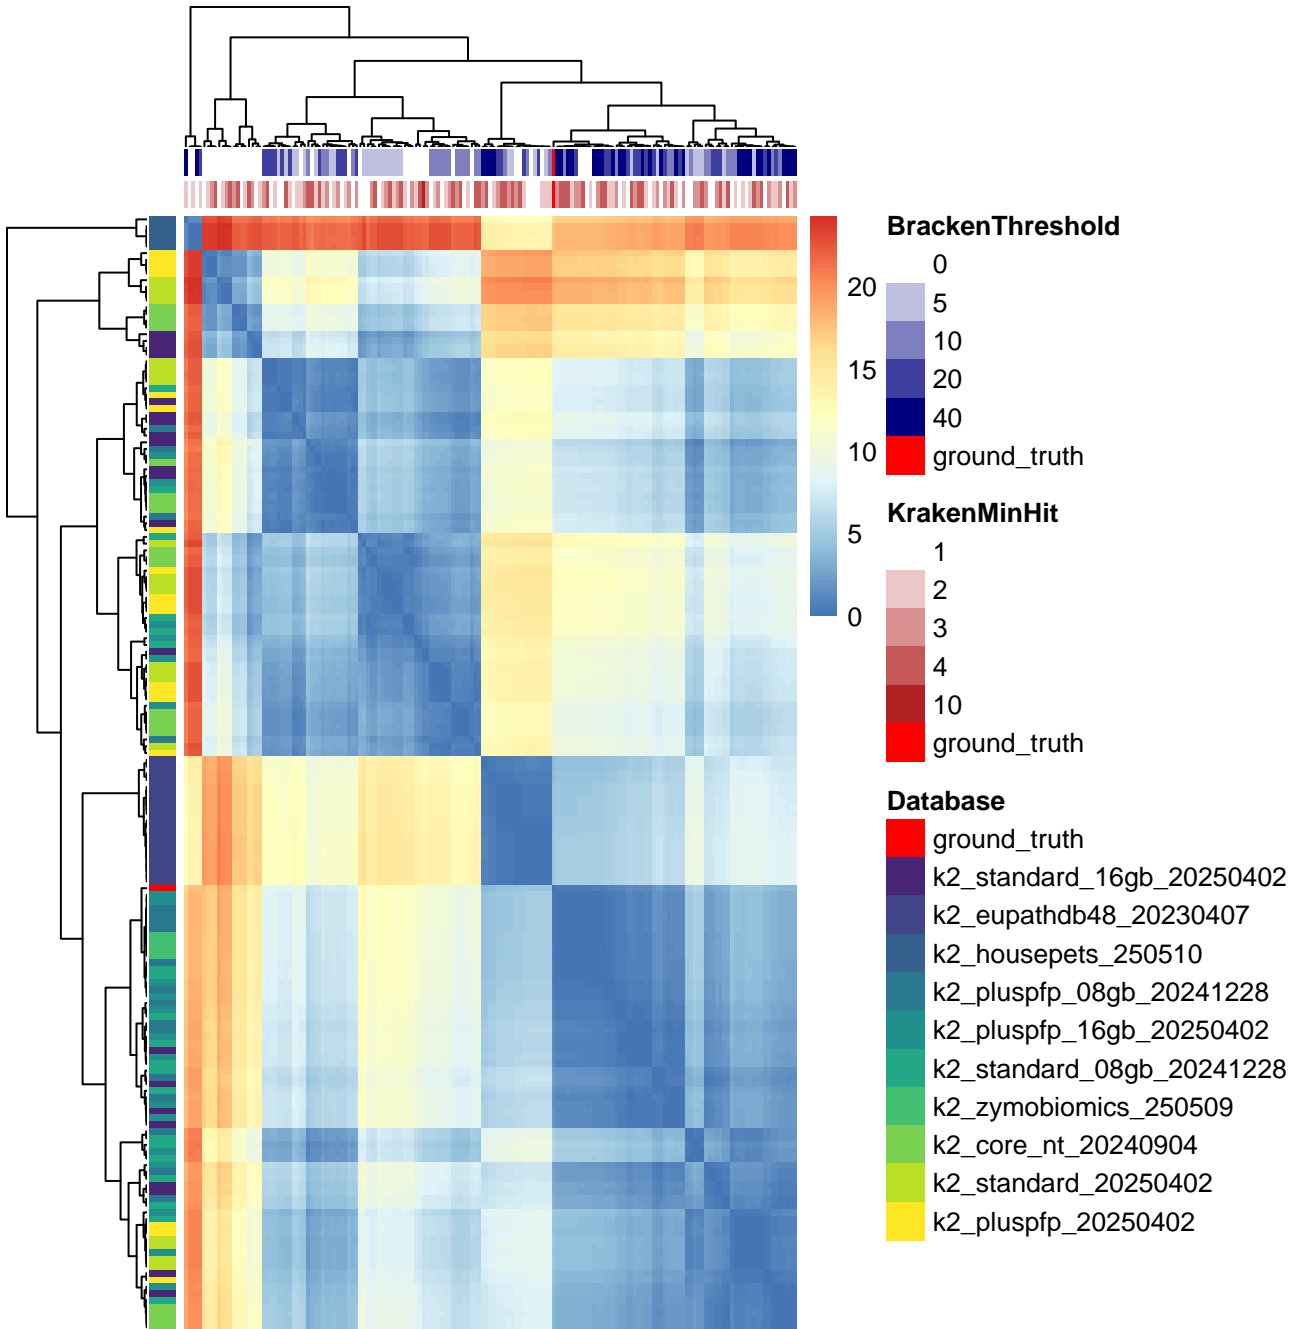 20
15
10
5
0
BrackenThreshold
0
5
10
20
40
ground_truth
KrakenMinHit
1
2
3
4
10
ground_truth
Database
ground_truth
k2_standard_16gb_20250402
k2_eupathdb48_20230407
k2_housepets_250510
k2_pluspfp_08gb_20241228
k2_pluspfp_16gb_20250402
k2_standard_08gb_20241228
k2_zymobiomics_250509
k2_core_nt_20240904
k2_standard_20250402
k2_pluspfp_20250402